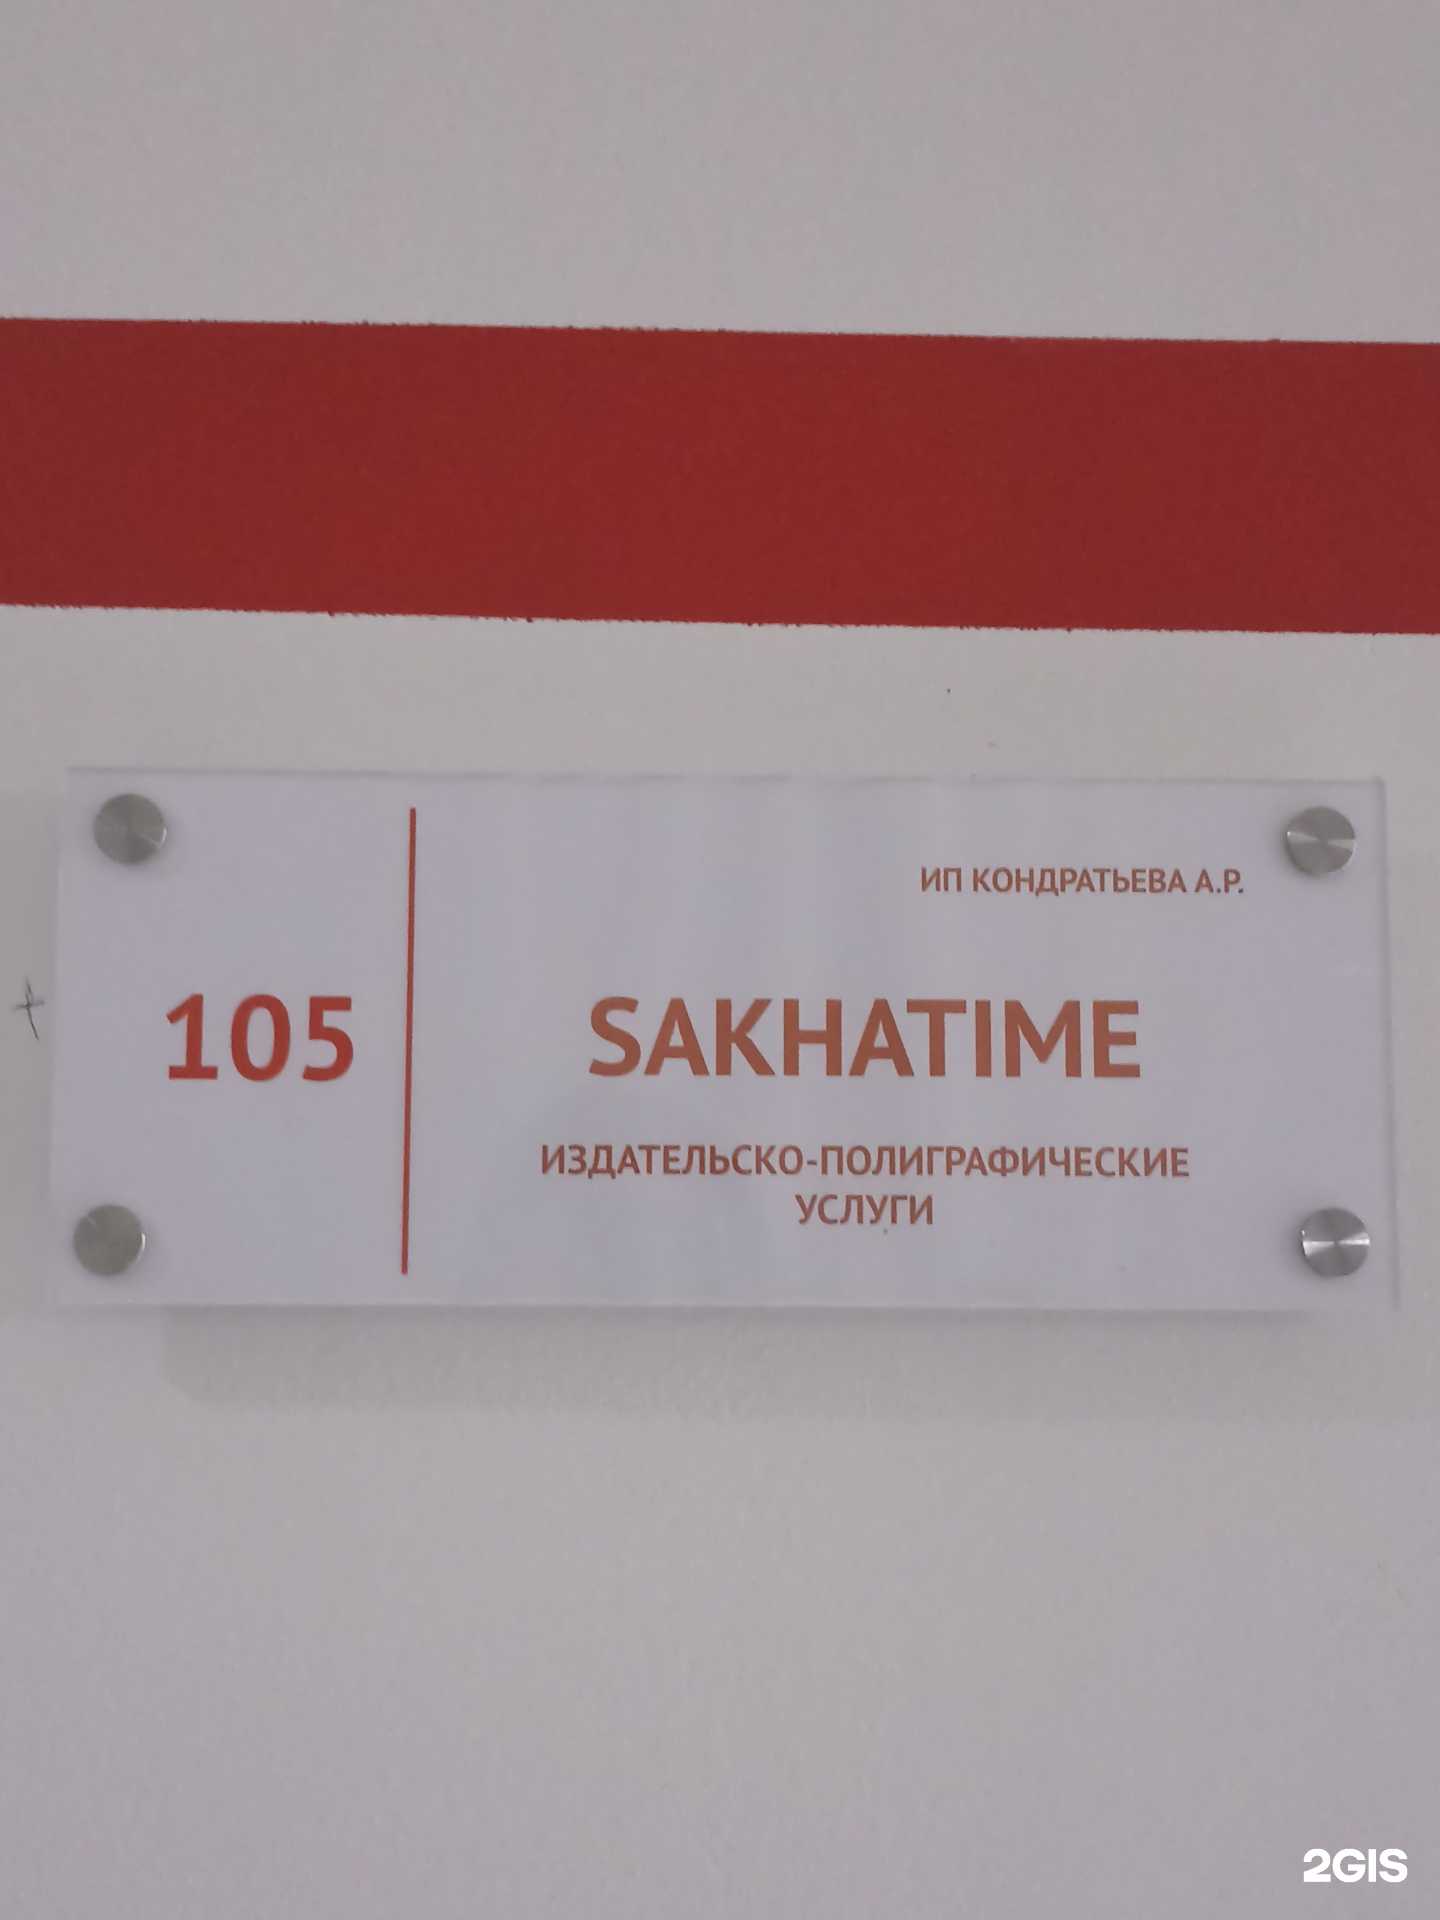 ИП КОНДРАТЬЕВА А.Р.
105
SAKHATIME
ИЗДАТЕЛЬСКО-ПОЛИГРАФИЧЕСКИЕ
УСЛУГИ
2GIS